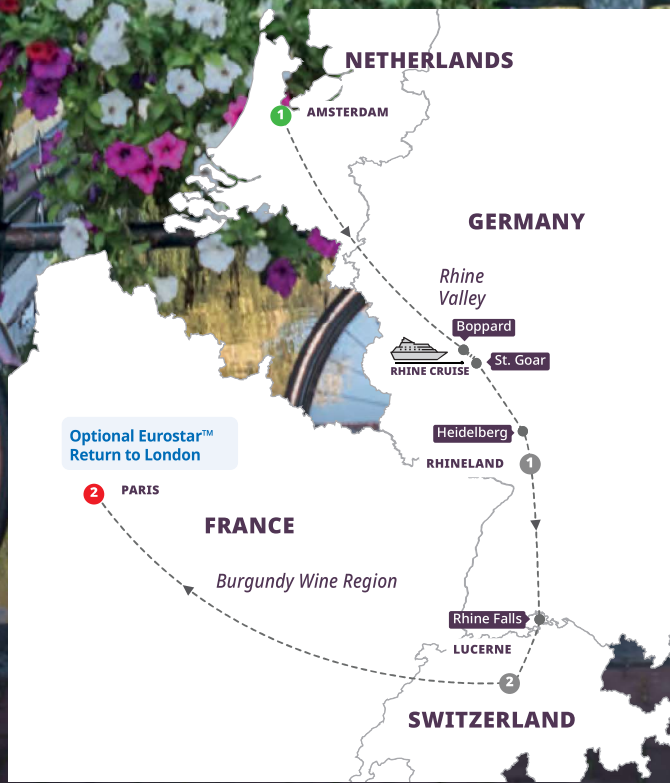 NETHERLANDS
1
AMSTERDAM
GERMANY
Rhine
Valley
Boppard
St. Goar
RHINE CRUISE
Optional Eurostar™
Return to London
Heidelberg
RHINELAND
1
2
PARIS
FRANCE
Burgundy Wine Region
Rhine Falls
LUCERNE
2
SWITZERLAND